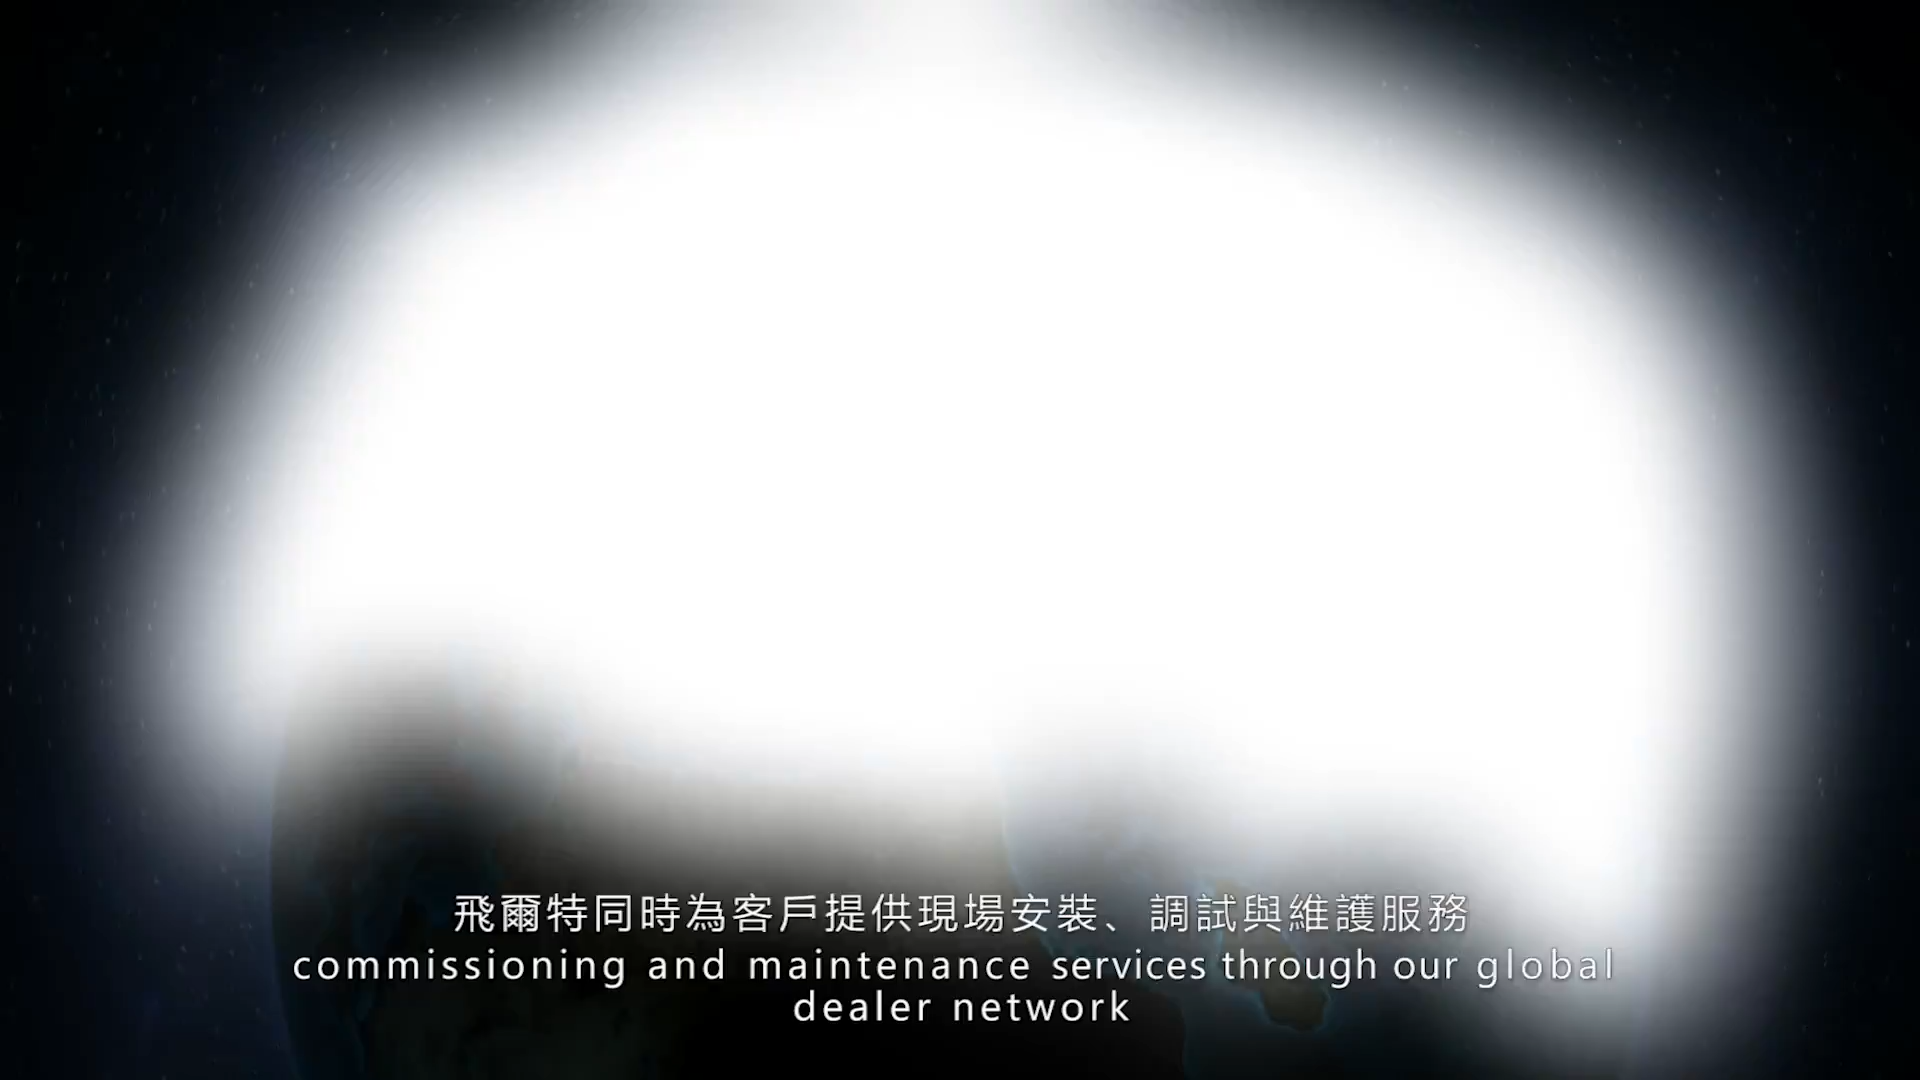 飛爾特同時為客戶提供現場安裝、調試與維護服務
commissioning and maintenance services through our global
dealer network